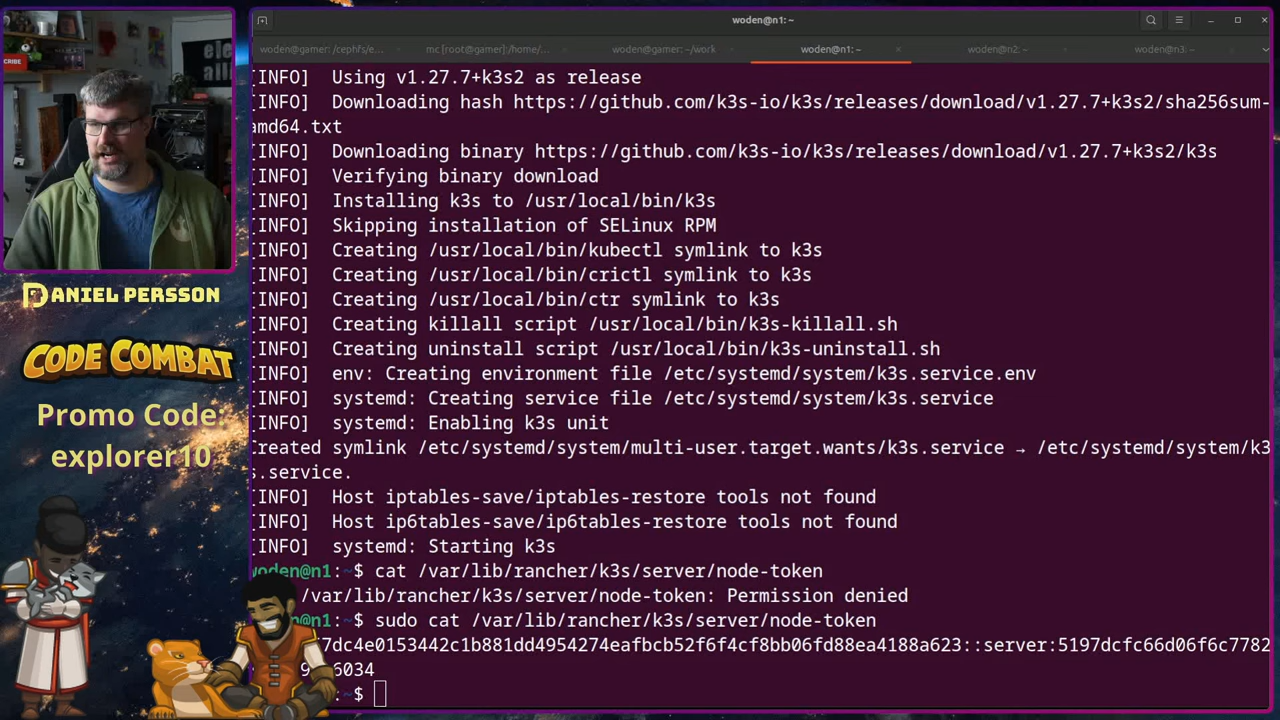 woden@n1: ~
woden@gamer: /cephfs/e...
mc [root@gamer]:/home/...
woden@gamer: ~/work
woden@n1: ~
woden@n2: ~
woden@n3: ~
[INFO] Using v1.27.7+k3s2 as release
[INFO] Downloading hash https://github.com/k3s-io/k3s/releases/download/v1.27.7+k3s2/sha256sum-
amd64.txt
[INFO] Downloading binary https://github.com/k3s-io/k3s/releases/download/v1.27.7+k3s2/k3s
[INFO] Verifying binary download
[INFO] Installing k3s to /usr/local/bin/k3s
[INFO] Skipping installation of SELinux RPM
[INFO] Creating /usr/local/bin/kubectl symlink to k3s
[INFO] Creating /usr/local/bin/crictl symlink to k3s
[INFO] Creating /usr/local/bin/ctr symlink to k3s
[INFO] Creating killall script /usr/local/bin/k3s-killall.sh
[INFO] Creating uninstall script /usr/local/bin/k3s-uninstall.sh
[INFO] env: Creating environment file /etc/systemd/system/k3s.service.env
[INFO] systemd: Creating service file /etc/systemd/system/k3s.service
[INFO] systemd: Enabling k3s unit
Created symlink /etc/systemd/system/multi-user.target.wants/k3s.service → /etc/systemd/system/k3
s.service.
[INFO] Host iptables-save/iptables-restore tools not found
[INFO] Host ip6tables-save/ip6tables-restore tools not found
[INFO] systemd: Starting k3s
woden@n1:~$ cat /var/lib/rancher/k3s/server/node-token
/var/lib/rancher/k3s/server/node-token: Permission denied
woden@n1:~$ sudo cat /var/lib/rancher/k3s/server/node-token
7dc4e0153442c1b881dd4954274eafbcb52f6f4cf8bb06fd88ea4188a623::server:5197dcfc66d06f6c7782
6034
:~$
DANIEL PERSSON
CODE COMBAT
Promo Code:
explorer10